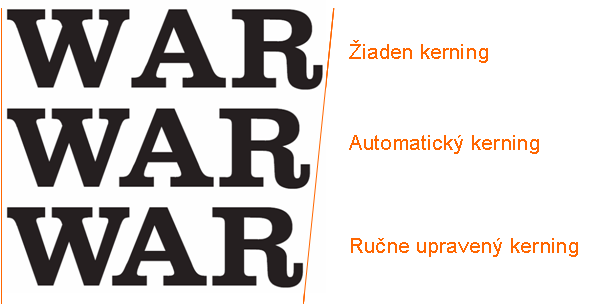 WAR Žiaden kerning
WAR Automatický kerning
WAR Ručne upravený kerning